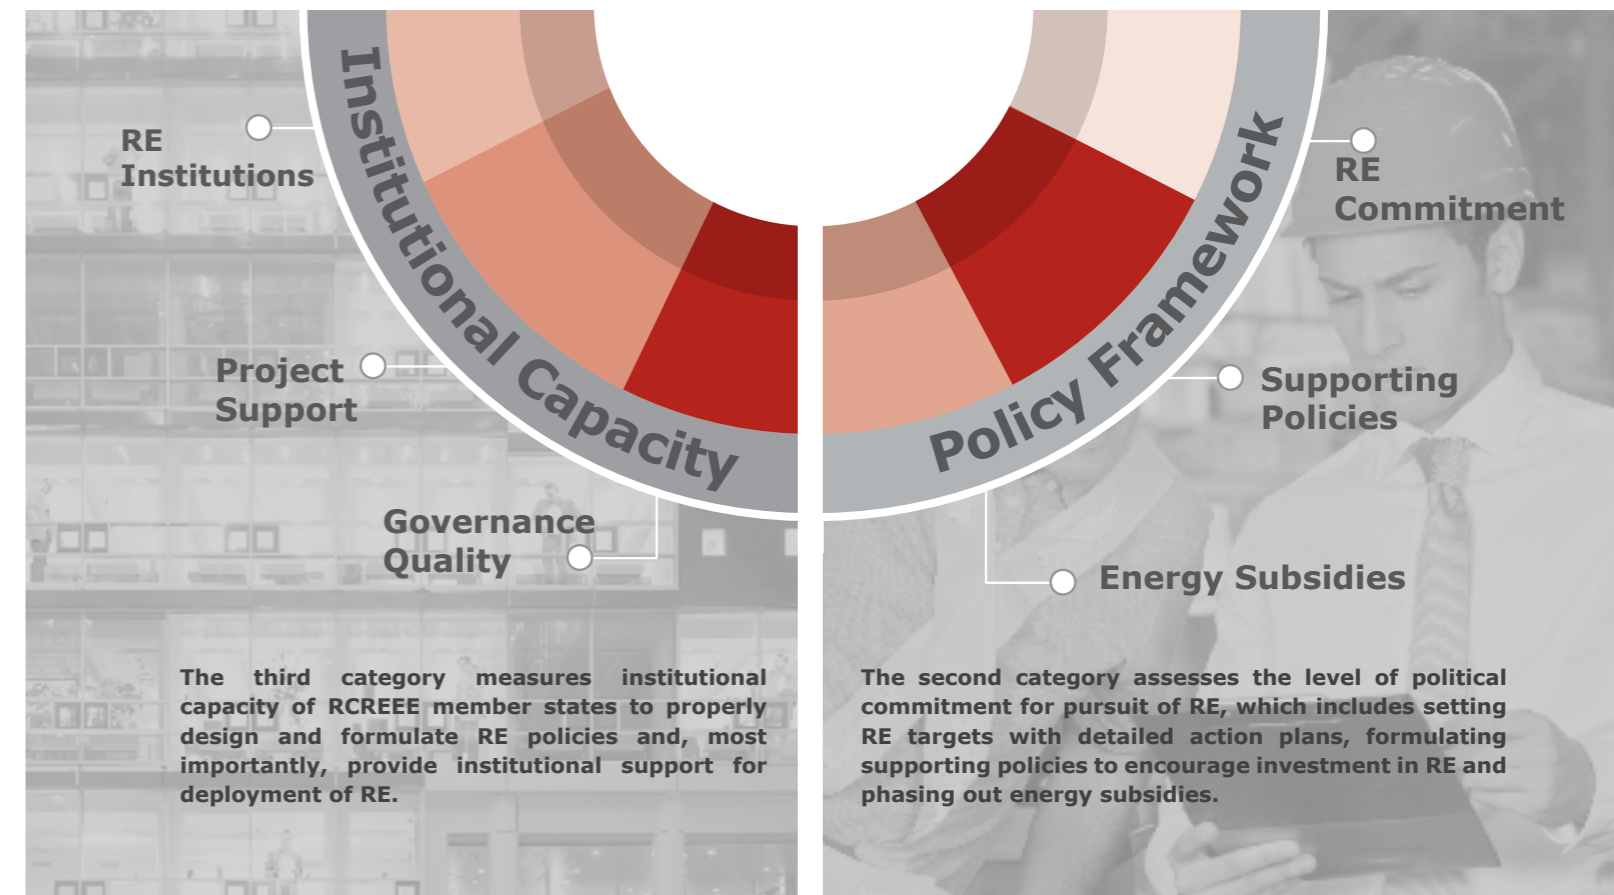 Institutional Capacity
RE
Institutions
Project
Support
Governance
Quality
The third category measures institutional
capacity of RCREEE member states to properly
design and formulate RE policies and, most
importantly, provide institutional support for
deployment of RE.
Policy Framework
RE
Commitment
Supporting
Policies
Energy Subsidies
The second category assesses the level of political
commitment for pursuit of RE, which includes setting
RE targets with detailed action plans, formulating
supporting policies to encourage investment in RE and
phasing out energy subsidies.